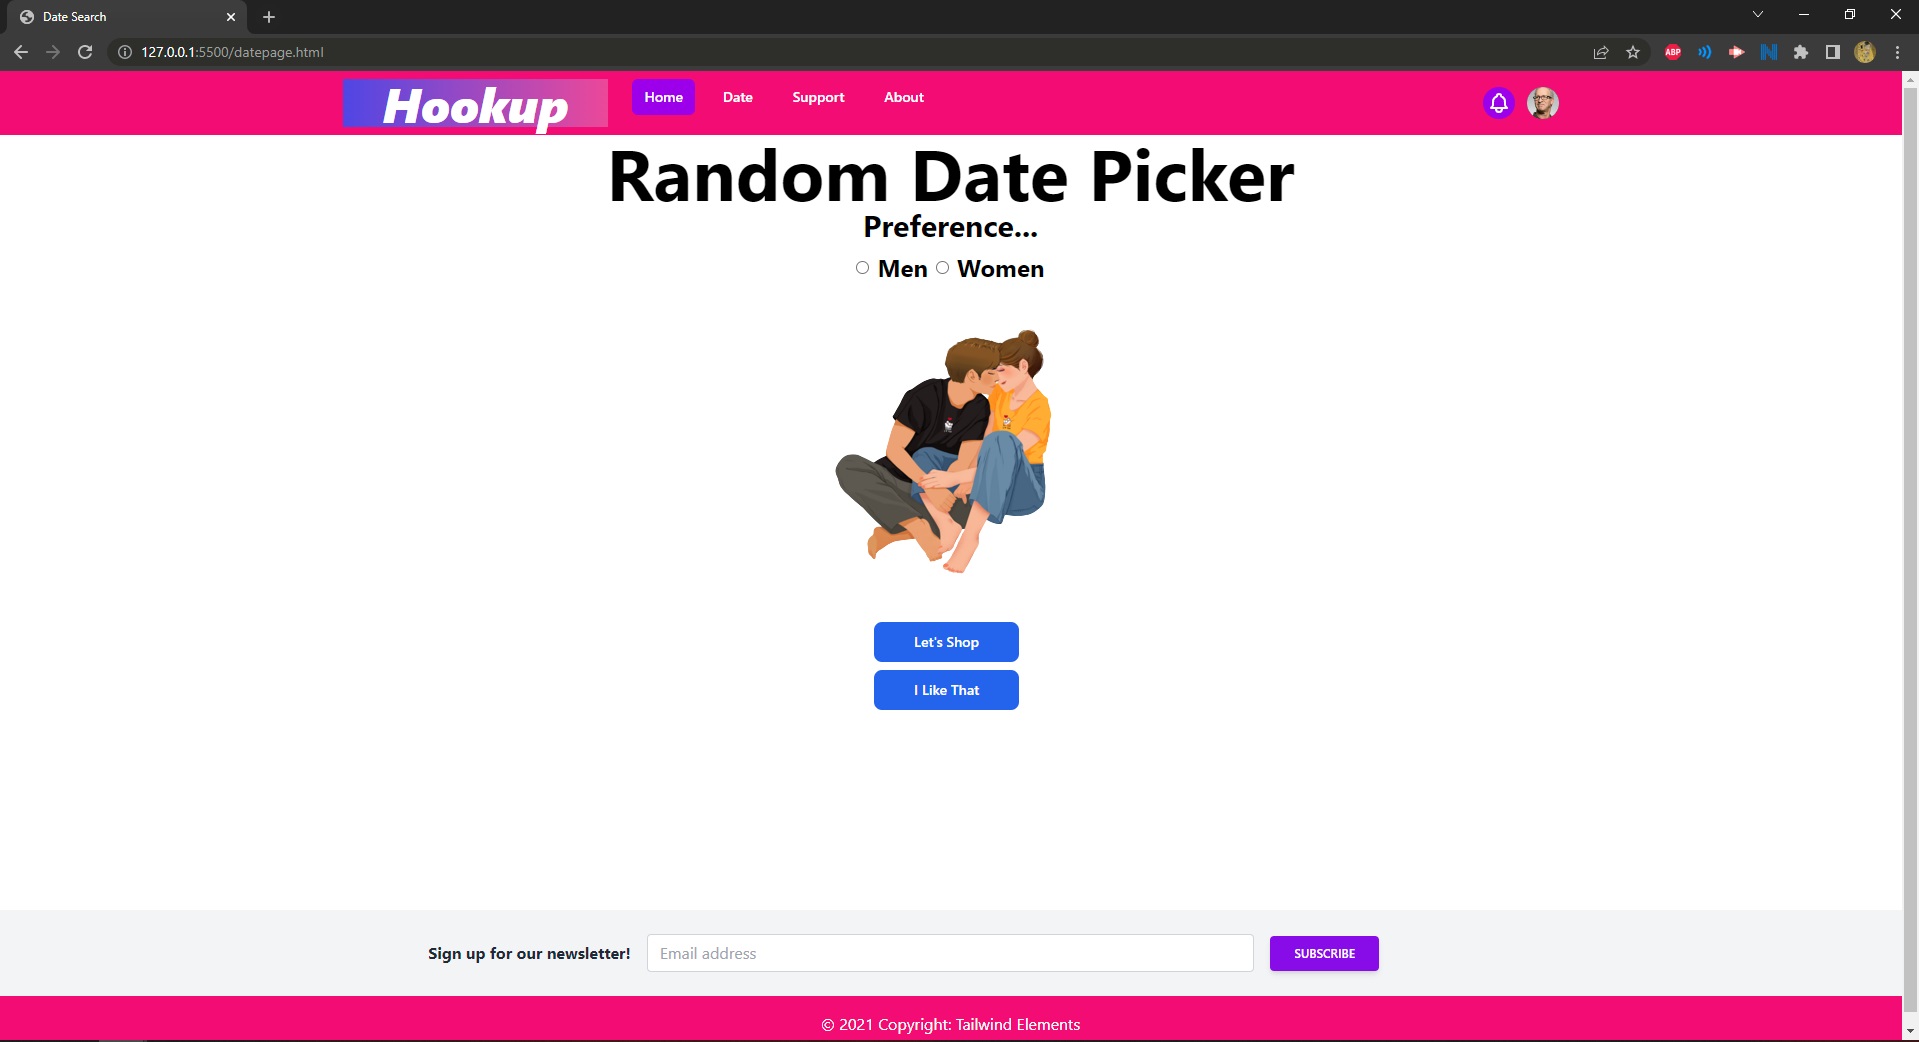 Date Search
127.0.0.1:5500/datepage.html
ABP
Hookup
Home Date Support About
Random Date Picker
Preference...
Men Women
Let's Shop
I Like That
Sign up for our newsletter! Email address SUBSCRIBE
© 2021 Copyright: Tailwind Elements